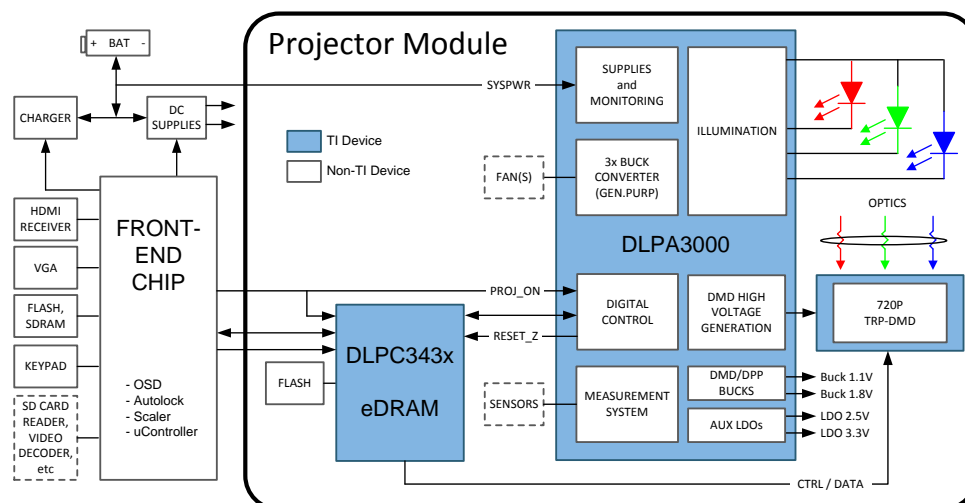 Projector Module
+ BAT -
CHARGER
DC
SUPPLIES
SYSPWR
SUPPLIES
and
MONITORING
ILLUMINATION
TI Device
Non-TI Device
FAN(S)
3x BUCK
CONVERTER
(GEN.PURP)
DLPA3000
OPTICS
HDMI
RECEIVER
VGA
FLASH,
SDRAM
KEYPAD
SD CARD
READER,
VIDEO
DECODER,
etc
FRONT-
END
CHIP
- OSD
- Autolock
- Scaler
- uController
PROJ_ON
RESET_Z
DLPC343x
eDRAM
FLASH
DIGITAL
CONTROL
DMD HIGH
VOLTAGE
GENERATION
720P
TRP-DMD
SENSORS
MEASUREMENT
SYSTEM
DMD/DPP
BUCKS
AUX LDOs
Buck 1.1V
Buck 1.8V
LDO 2.5V
LDO 3.3V
CTRL / DATA